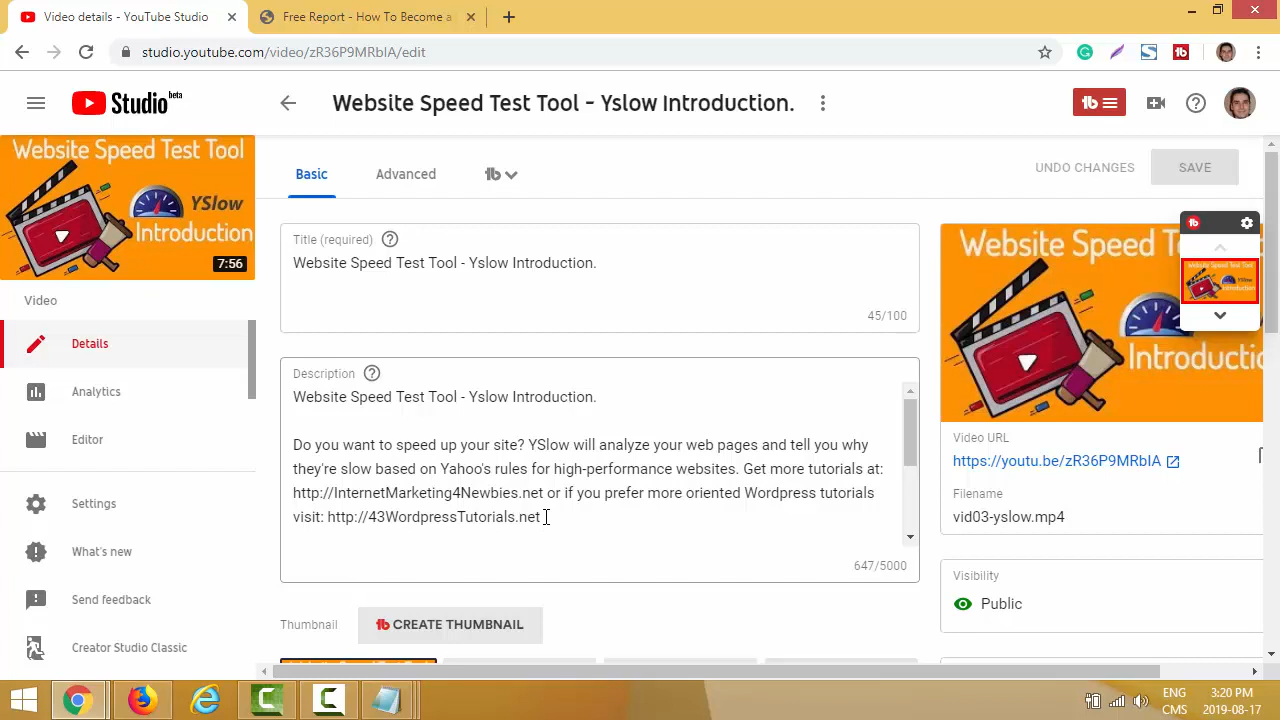 Video details - YouTube Studio
Free Report - How To Become a
studio.youtube.com/video/zR36P9MRbIA/edit
Studio beta
Website Speed Test Tool - Yslow Introduction.
Website Speed Test Tool
YSlow
Introduction
7:56
Basic
Advanced
UNDO CHANGES
SAVE
Title (required)
Website Speed Test Tool - Yslow Introduction.
45/100
Video
Details
Analytics
Editor
Settings
What's new
Send feedback
Creator Studio Classic
Description
Website Speed Test Tool - Yslow Introduction.
Do you want to speed up your site? YSlow will analyze your web pages and tell you why
they're slow based on Yahoo's rules for high-performance websites. Get more tutorials at:
http://InternetMarketing4Newbies.net or if you prefer more oriented Wordpress tutorials
visit: http://43WordpressTutorials.net
647/5000
Thumbnail
CREATE THUMBNAIL
Website Speed T
Introductio
Website Speed Test Tool
YSlow
Introduction
Video URL
https://youtu.be/zR36P9MRbIA
Filename
vid03-yslow.mp4
Visibility
Public
ENG
CMS
3:20 PM
2019-08-17